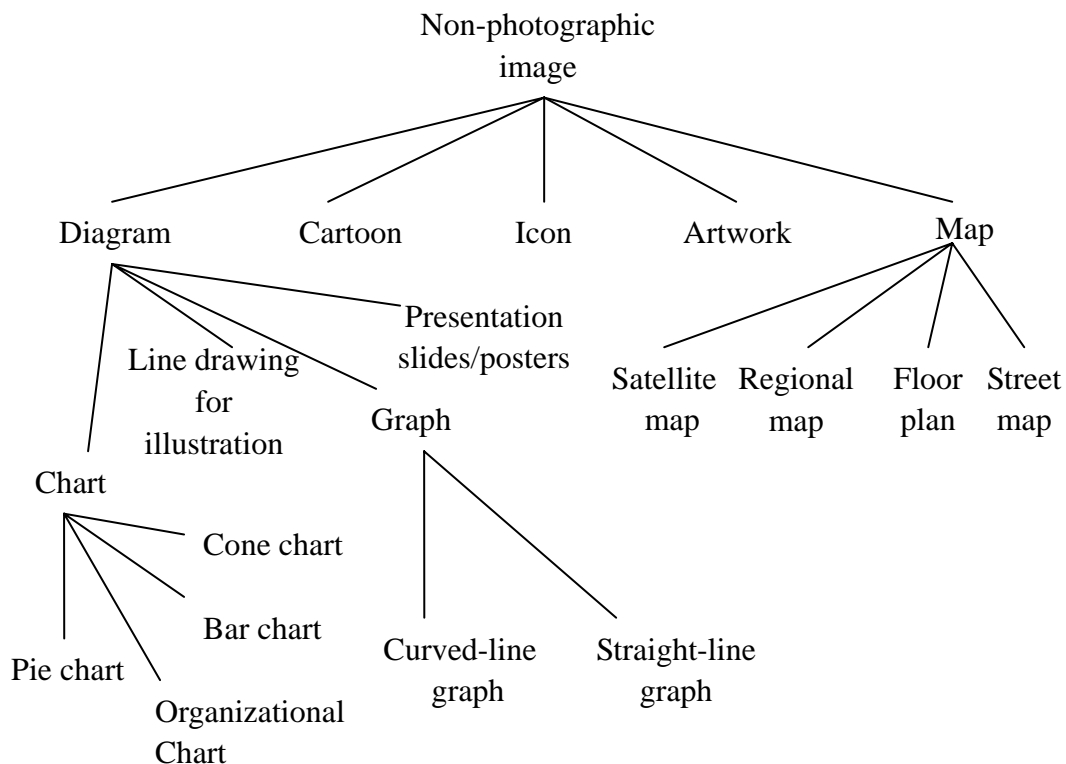 Non-photographic
image
Diagram
Cartoon
Icon
Artwork
Map
Presentation
slides/posters
Line drawing
for
illustration
Graph
Satellite
map
Regional
map
Floor
plan
Street
map
Chart
Cone chart
Bar chart
Pie chart
Organizational
Chart
Curved-line
graph
Straight-line
graph